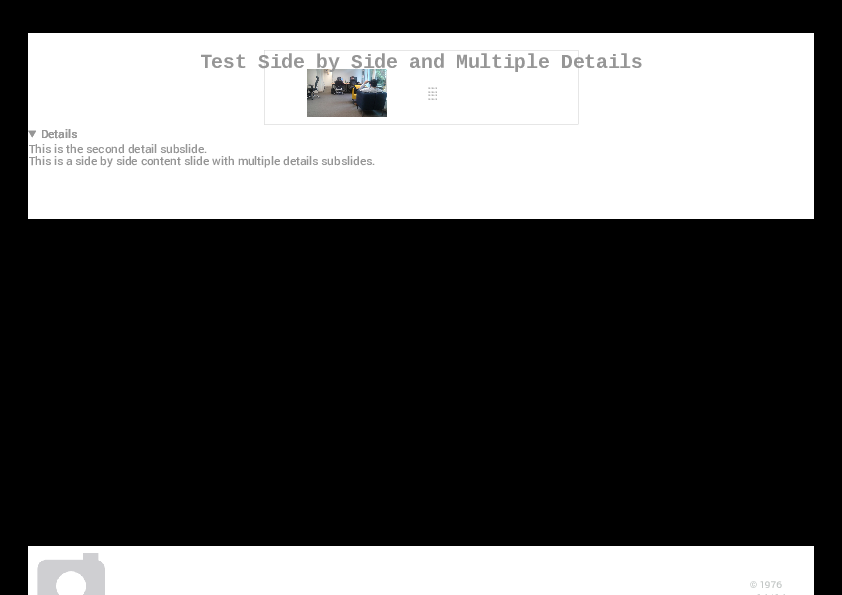 Test Side by Side and Multiple Details
Details
This is the second detail subslide.
This is a side by side content slide with multiple details subslides.
© 1976